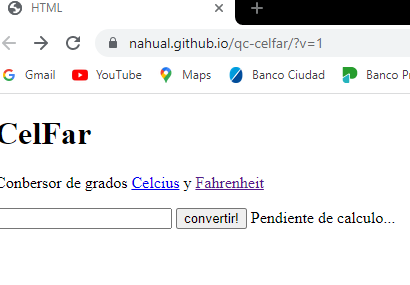 HTML
nahual.github.io/qc-celfar/?v=1
Gmail YouTube Maps Banco Ciudad Banco P
CelFar
Conbersor de grados Celcius y Fahrenheit
convertir! Pendiente de calculo...